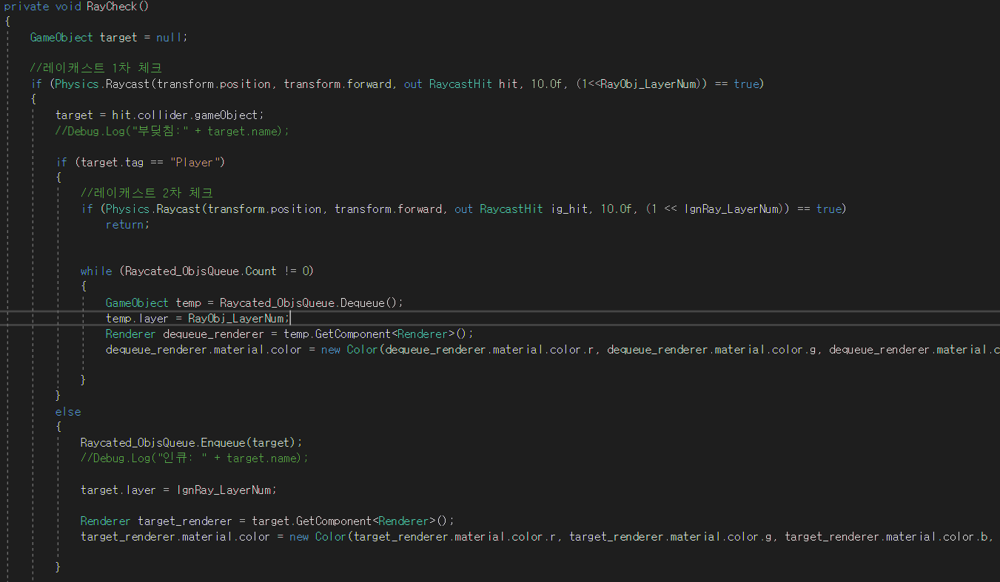 private void RayCheck()
{
GameObject target = null;
//레이캐스트 1차 체크
if (Physics.Raycast(transform.position, transform.forward, out RaycastHit hit, 10.0f, (1<<RayObj_LayerNum)) == true)
{
target = hit.collider.gameObject;
//Debug.Log("부딪침:" + target.name);
if (target.tag == "Player")
{
//레이캐스트 2차 체크
if (Physics.Raycast(transform.position, transform.forward, out RaycastHit ig_hit, 10.0f, (1 << IgnRay_LayerNum)) == true)
return;
while (Raycated_ObjsQueue.Count != 0)
{
GameObject temp = Raycated_ObjsQueue.Dequeue();
temp.layer = RayObj_LayerNum;
Renderer dequeue_renderer = temp.GetComponent<Renderer>();
dequeue_renderer.material.color = new Color(dequeue_renderer.material.color.r, dequeue_renderer.material.color.g, dequeue_renderer.material.c
}
}
else
{
Raycated_ObjsQueue.Enqueue(target);
//Debug.Log("인큐: " + target.name);
target.layer = IgnRay_LayerNum;
Renderer target_renderer = target.GetComponent<Renderer>();
target_renderer.material.color = new Color(target_renderer.material.color.r, target_renderer.material.color.g, target_renderer.material.color.b,
}